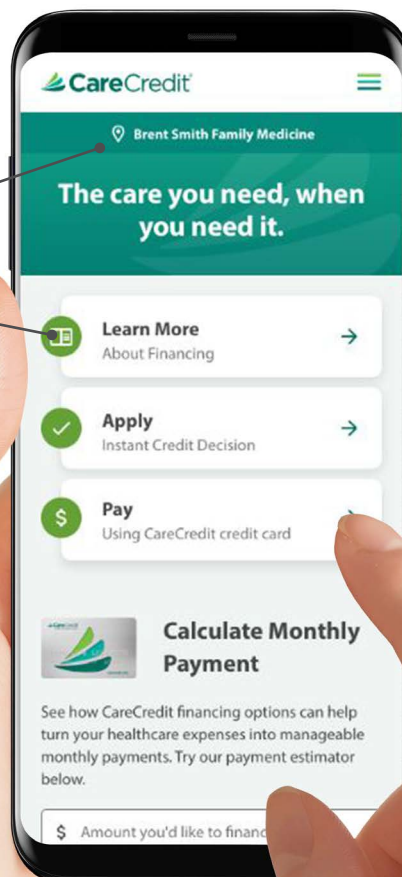 CareCredit
Brent Smith Family Medicine
The care you need, when
you need it.
Learn More
About Financing
Apply
Instant Credit Decision
$ Pay
Using CareCredit credit card
Calculate Monthly
Payment
See how CareCredit financing options can help
turn your healthcare expenses into manageable
monthly payments. Try our payment estimator
below.
$ Amount you'd like to